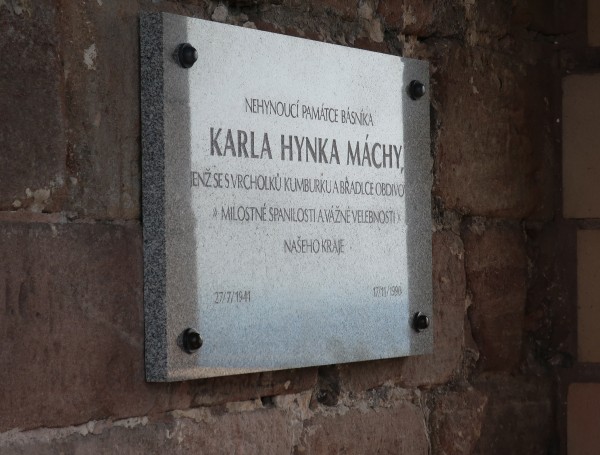 NEHYNOUCÍ PAMÁTCE BÁSNÍKA
KARLA HYNKA MÁCHY,
JENŽ SE S VRCHOLKŮ KUMBURKU A BŘADLCE OBDIVO
» MILOSTNÉ SPANILOSTI A VÁŽNÉ VELEBNOSTI »
NAŠEHO KRAJE
27/7/1941 17/11/1990